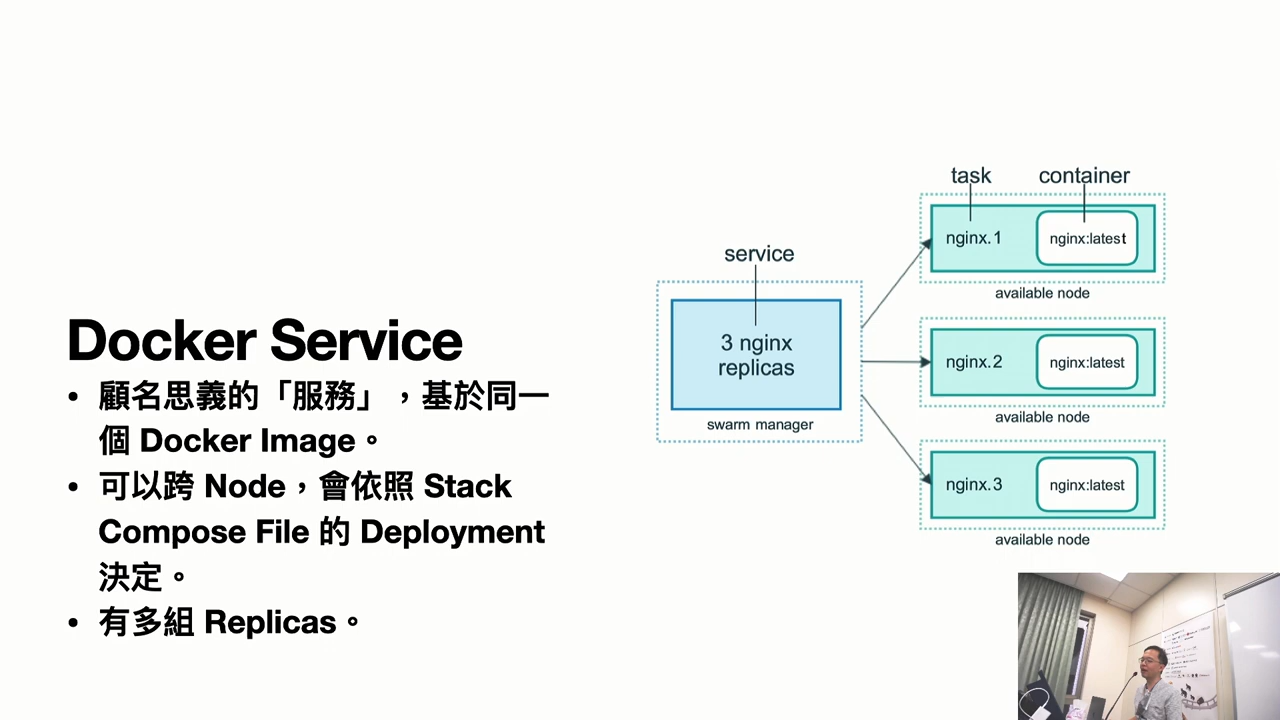 Docker Service
• 顧名思義的「服務」，基於同一
個 Docker Image。
• 可以跨 Node，會依照 Stack
Compose File 的 Deployment
決定。
• 有多組 Replicas。
service
3 nginx
replicas
swarm manager
task
container
nginx.1
nginx:latest
available node
nginx.2
nginx:latest
available node
nginx.3
nginx:latest
available node